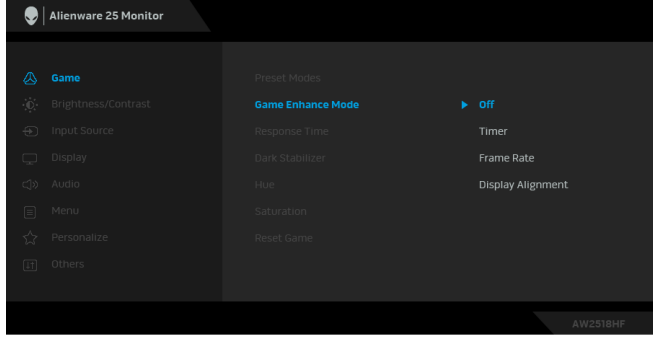 Alienware 25 Monitor
Game
Preset Modes
Brightness/Contrast
Game Enhance Mode
Off
Input Source
Response Time
Timer
Display
Dark Stabilizer
Frame Rate
Audio
Hue
Display Alignment
Menu
Saturation
Personalize
Reset Game
Others
AW2518HF